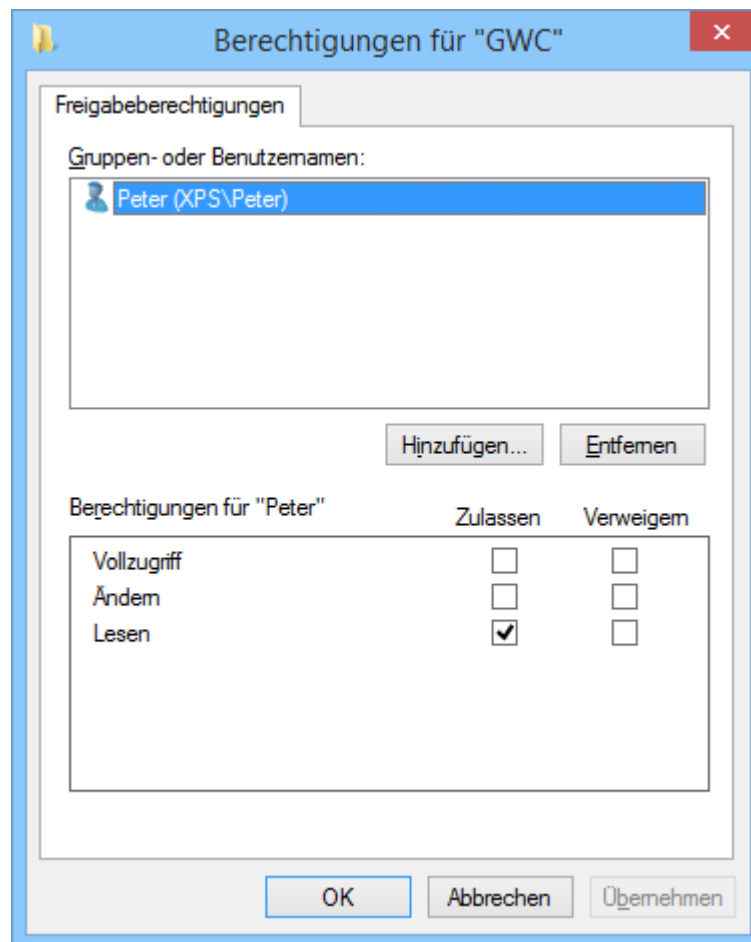 Berechtigungen für "GWC"
Freigabeberechtigungen
Gruppen- oder Benutzernamen:
Peter (XPS\Peter)
Hinzufügen... Entfernen
Berechtigungen für "Peter" Zulassen Verweigern
Vollzugriff
Ändern
Lesen
OK Abbrechen Übernehmen